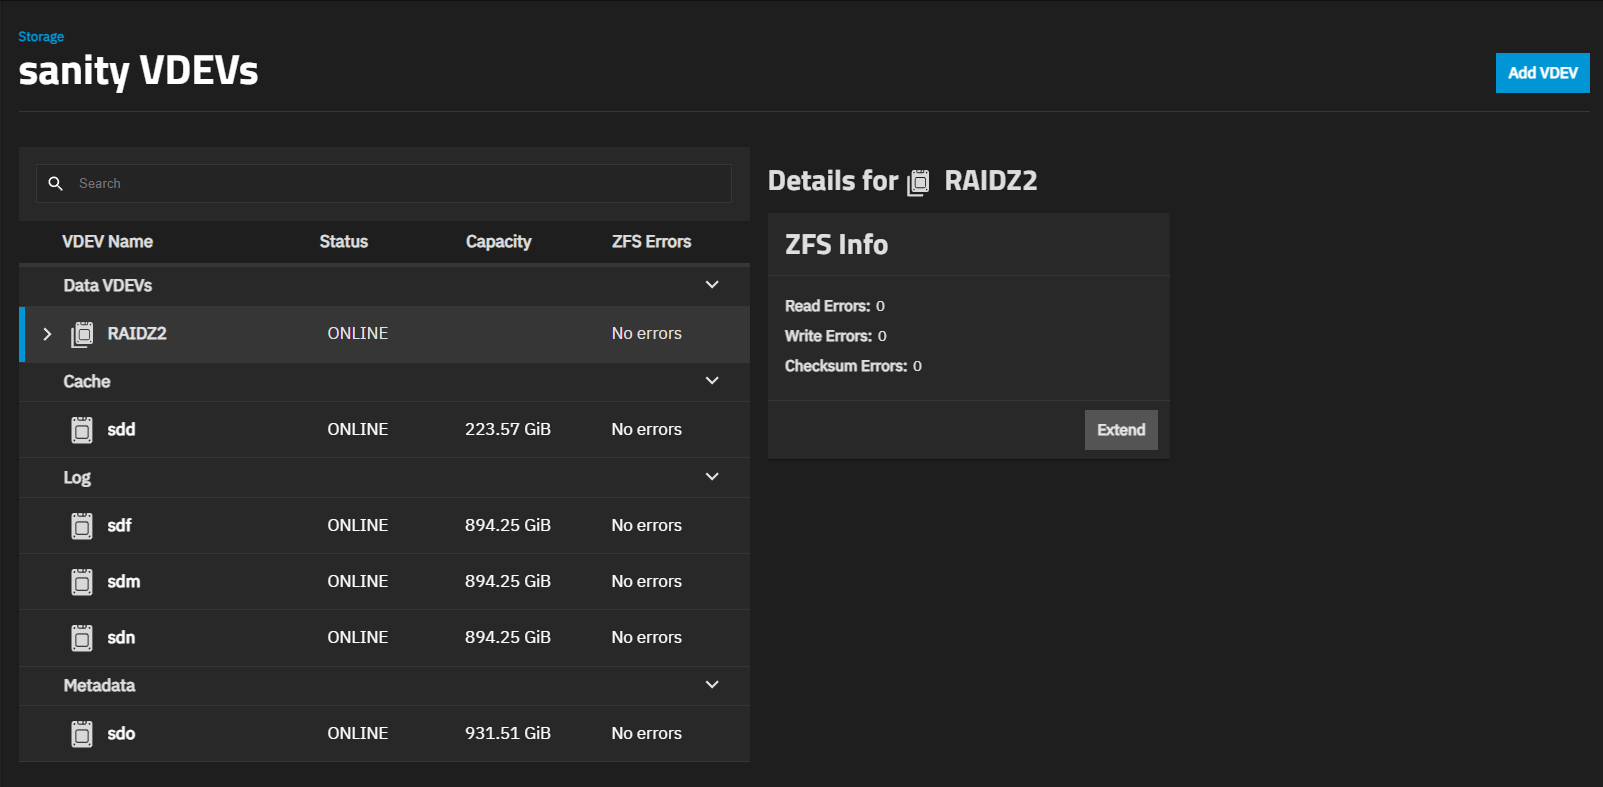 Storage
sanity VDEVs
Add VDEV
Search
VDEV Name Status Capacity ZFS Errors
Data VDEVs
RAIDZ2 ONLINE No errors
Cache
sdd ONLINE 223.57 GiB No errors
Log
sdf ONLINE 894.25 GiB No errors
sdm ONLINE 894.25 GiB No errors
sdn ONLINE 894.25 GiB No errors
Metadata
sdo ONLINE 931.51 GiB No errors
Details for RAIDZ2
ZFS Info
Read Errors: 0
Write Errors: 0
Checksum Errors: 0
Extend